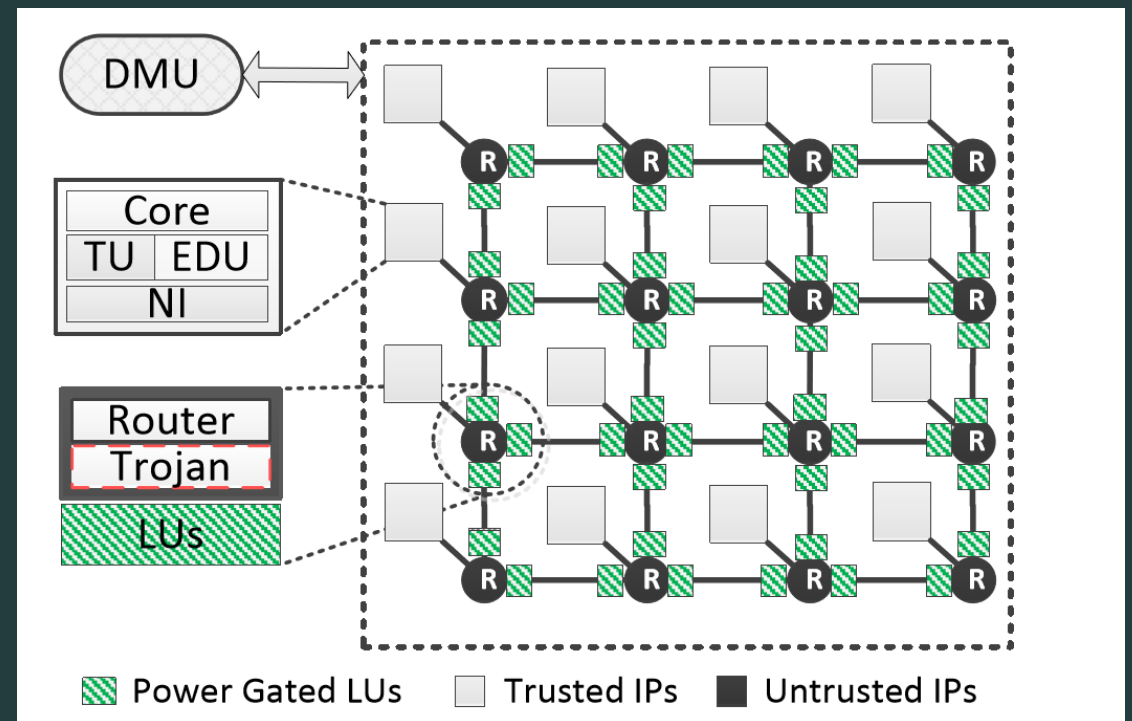 DMU
R R R R
Core
TU EDU
NI
R R R R
Router
Trojan
LUs
R R R R
R R R R
Power Gated LUs Trusted IPs Untrusted IPs